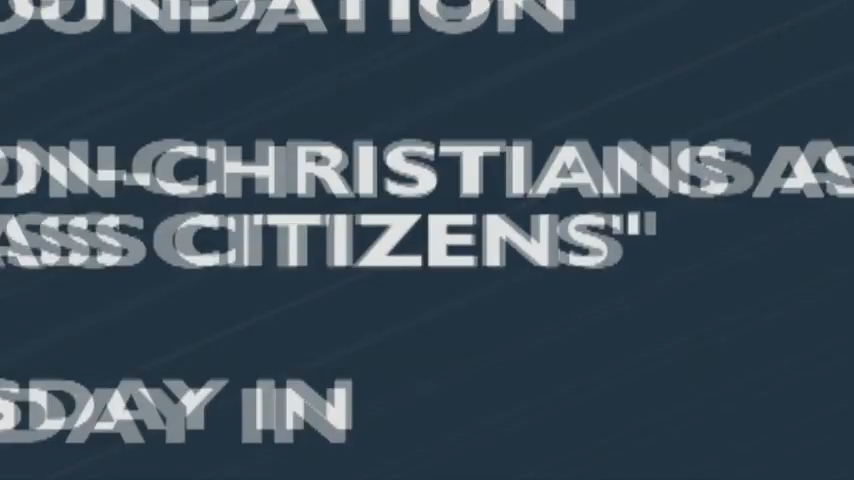 OUNDATION
ON-CHRISTIANS AS
ASS CITIZENS"
SDAY IN